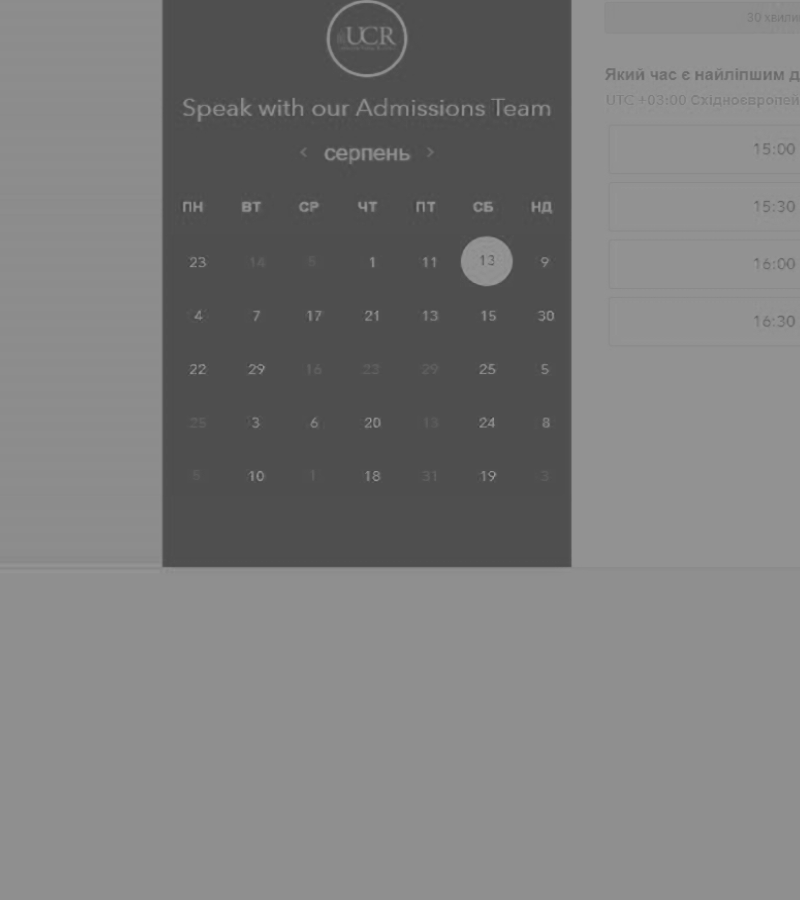 UCR
Speak with our Admissions Team
< серпень >
ПН ВТ СР ЧТ ПТ СБ НД
23 14 5 1 11 13 9
4 7 17 21 13 15 30
22 29 16 23 29 25 5
25 3 6 20 13 24 8
5 10 1 18 31 19 3
30
Який час є найліпшим
UTC +03:00
15:00
15:30
16:00
16:30